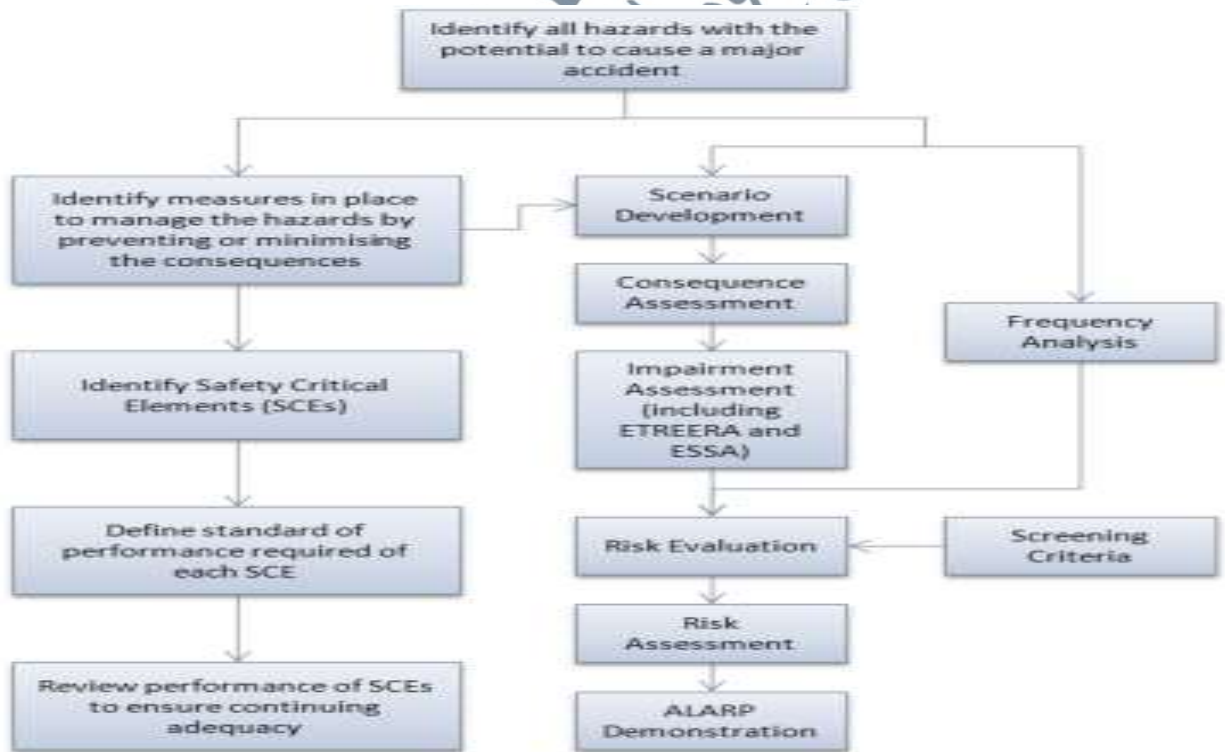 Identify all hazards with the
potential to cause a major
accident
Identify measures in place
to manage the hazards by
preventing or minimising
the consequences
Scenario
Development
Consequence
Assessment
Frequency
Analysis
Identify Safety Critical
Elements (SCEs)
Impairment
Assessment
(including
ETREERA and
ESSA)
Define standard of
performance required of
each SCE
Risk Evaluation
Screening
Criteria
Risk
Assessment
Review performance of SCEs
to ensure continuing
adequacy
ALARP
Demonstration